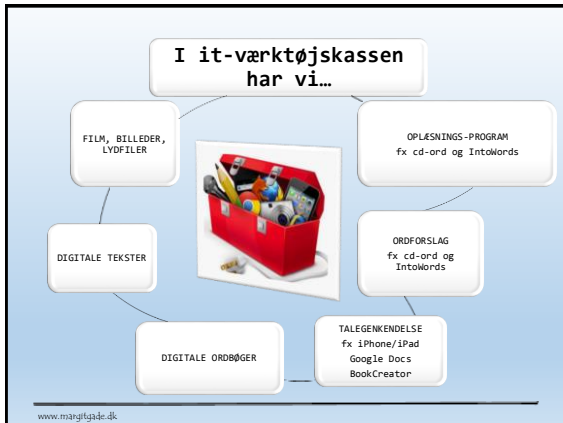 I it-værktøjskassen
har vi…
OPLÆSNINGS-PROGRAM
fx cd-ord og IntoWords
ORDFORSLAG
fx cd-ord og
IntoWords
TALEGENKENDELSE
fx iPhone/iPad
Google Docs
BookCreator
DIGITALE ORDBØGER
DIGITALE TEKSTER
FILM, BILLEDER,
LYDFILER
www.margitgade.dk